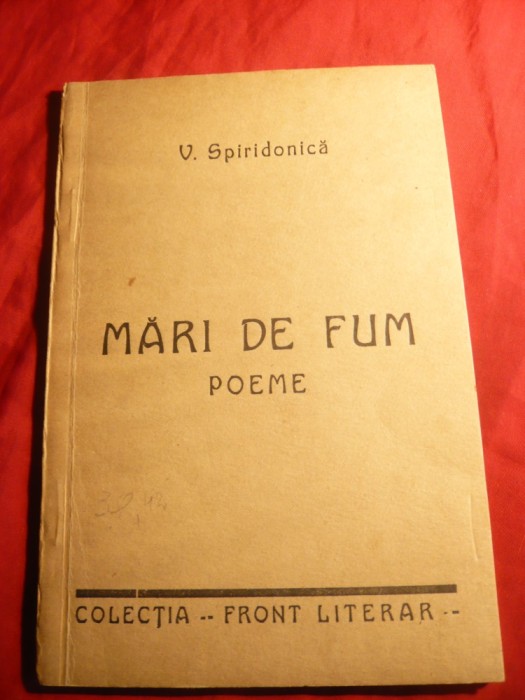 V. Spiridonică
MĂRI DE FUM
POEME
COLECȚIA -- FRONT LITERAR --